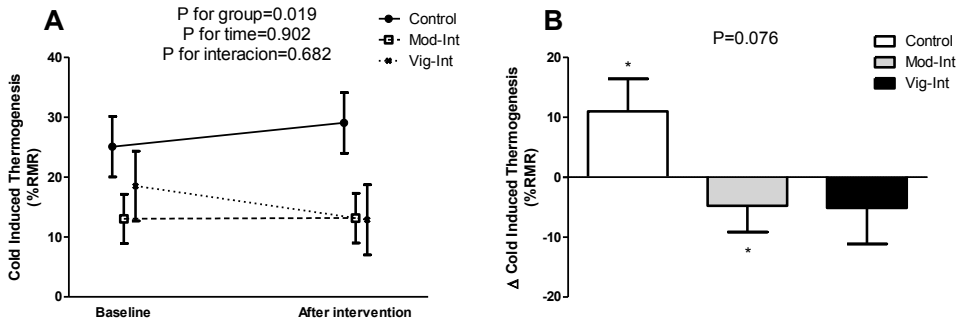 A
P for group=0.019
P for time=0.902
P for interacion=0.682
Control
Mod-Int
Vig-Int
Cold Induced Thermogenesis
(%RMR)
40
30
20
10
0
Baseline
After intervention
B
P=0.076
Control
Mod-Int
Vig-Int
Δ Cold Induced Thermogenesis
(%RMR)
20
10
0
-10
-20
*
*